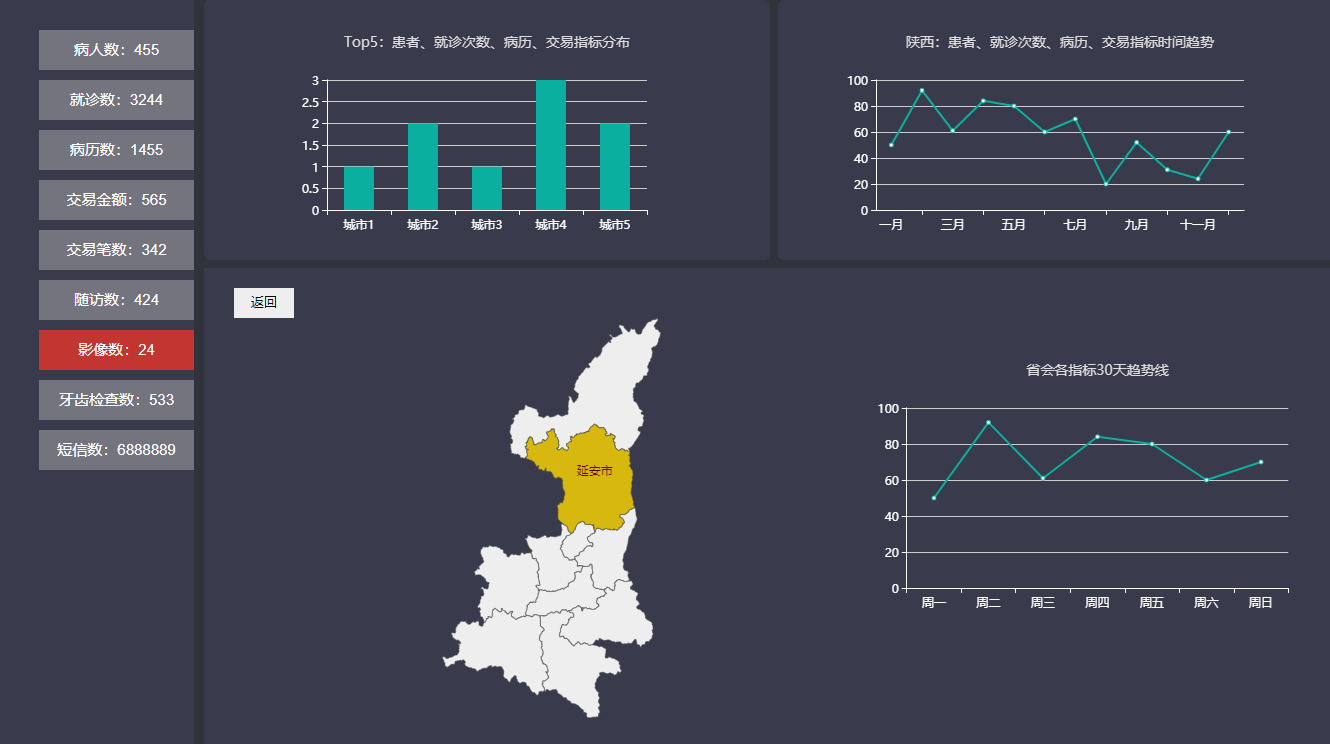 病人数：455
就诊数：3244
病历数：1455
交易金额：565
交易笔数：342
随访数：424
影像数：24
牙齿检查数：533
短信数：6888889
Top5：患者、就诊次数、病历、交易指标分布
3
2.5
2
1.5
1
0.5
0
城市1 城市2 城市3 城市4 城市5
陕西：患者、就诊次数、病历、交易指标时间趋势
100
80
60
40
20
0
一月 三月 五月 七月 九月 十一月
返回
延安市
省会各指标30天趋势线
100
80
60
40
20
0
周一 周二 周三 周四 周五 周六 周日